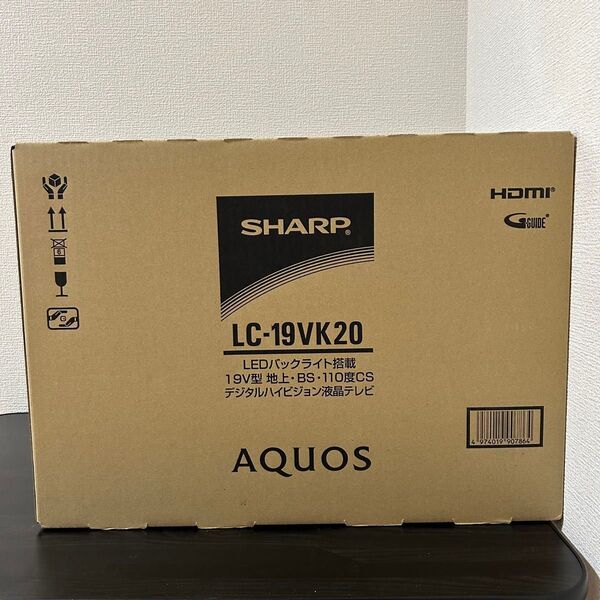 SHARP®
LC-19VK20
LEDバックライト搭載
19V型 地上・BS・110度CS
デジタルハイビジョン液晶テレビ
AQUOS
HDMI®
G-GUIDE®
4 974019 907864
6
G